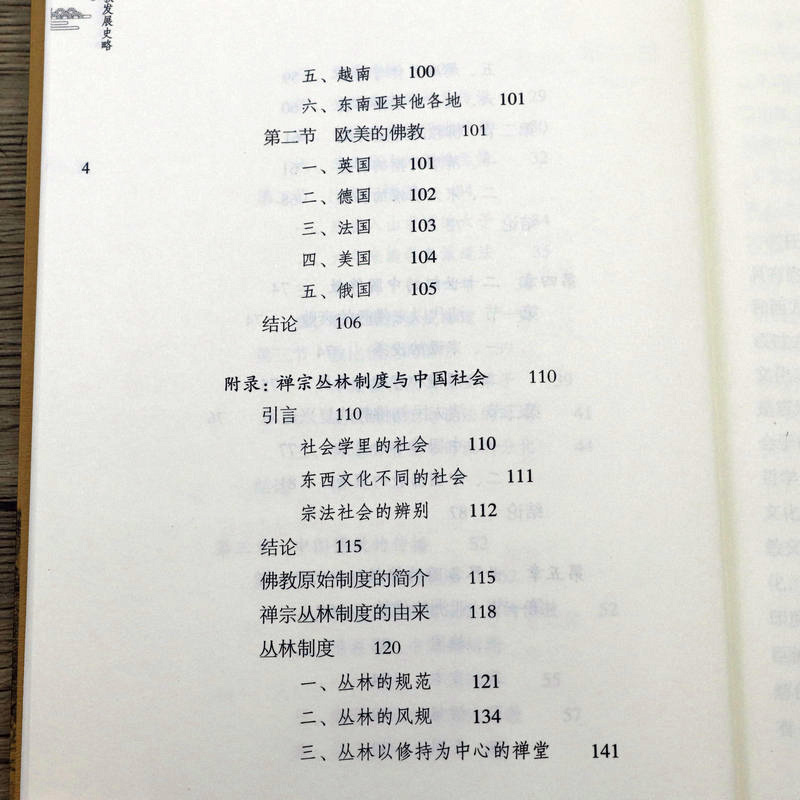 发展史略
五、越南 100
六、东南亚其他各地 101
第二节 欧美的佛教 101
4
一、英国 101
二、德国 102
三、法国 103
四、美国 104
五、俄国 105
结论 106
附录：禅宗丛林制度与中国社会 110
引言 110
社会学里的社会 110
东西文化不同的社会 111
宗法社会的辨别 112
结论 115
佛教原始制度的简介 115
禅宗丛林制度的由来 118
丛林制度 120
一、丛林的规范 121
二、丛林的风规 134
三、丛林以修持为中心的禅堂 141